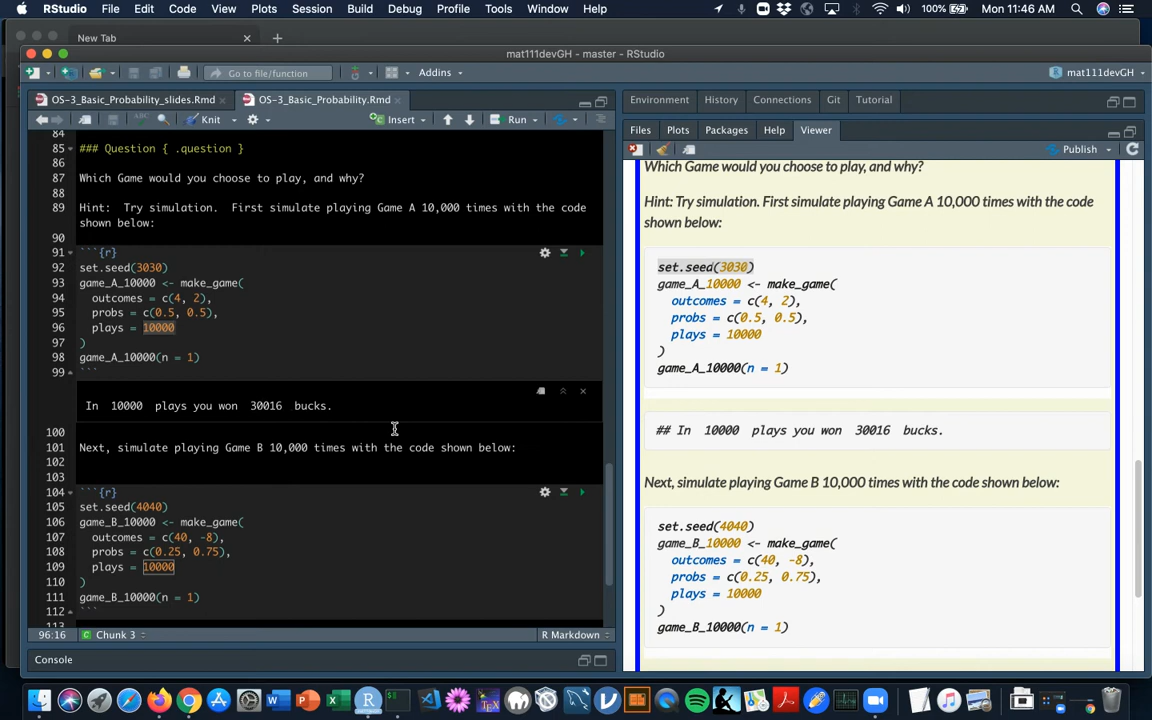 RStudio File Edit Code View Plots Session Build Debug Profile Tools Window Help 100% Mon 11:46 AM
New Tab
mat111devGH - master - RStudio
Go to file/function Addins mat111devGH
OS-3_Basic_Probability_slides.Rmd OS-3_Basic_Probability.Rmd
Environment History Connections Git Tutorial
Knit Insert Run
Files Plots Packages Help Viewer
Publish
84
85 ### Question { .question }
86
87 Which Game would you choose to play, and why?
88
89 Hint: Try simulation. First simulate playing Game A 10,000 times with the code
shown below:
90
91 ```{r}
92 set.seed(3030)
93 game_A_10000 <- make_game(
94 outcomes = c(4, 2),
95 probs = c(0.5, 0.5),
96 plays = 10000
97 )
98 game_A_10000(n = 1)
99 ```
In 10000 plays you won 30016 bucks.
100
101 Next, simulate playing Game B 10,000 times with the code shown below:
102
103
104 ```{r}
105 set.seed(4040)
106 game_B_10000 <- make_game(
107 outcomes = c(40, -8),
108 probs = c(0.25, 0.75),
109 plays = 10000
110 )
111 game_B_10000(n = 1)
112 ```
113
96:16 Chunk 3 R Markdown
Console
Which Game would you choose to play, and why?
Hint: Try simulation. First simulate playing Game A 10,000 times with the code
shown below:
set.seed(3030)
game_A_10000 <- make_game(
outcomes = c(4, 2),
probs = c(0.5, 0.5),
plays = 10000
)
game_A_10000(n = 1)
## In 10000 plays you won 30016 bucks.
Next, simulate playing Game B 10,000 times with the code shown below:
set.seed(4040)
game_B_10000 <- make_game(
outcomes = c(40, -8),
probs = c(0.25, 0.75),
plays = 10000
)
game_B_10000(n = 1)